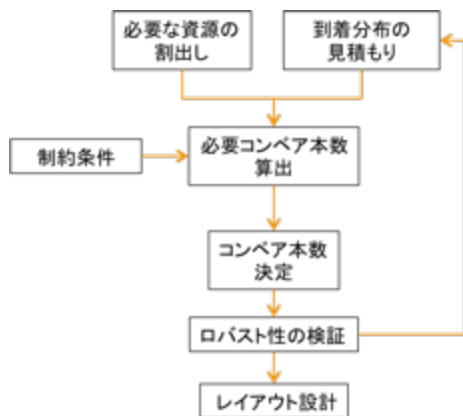 必要な資源の
割出し
到着分布の
見積もり
制約条件
必要コンベア本数
算出
コンベア本数
決定
ロバスト性の検証
レイアウト設計